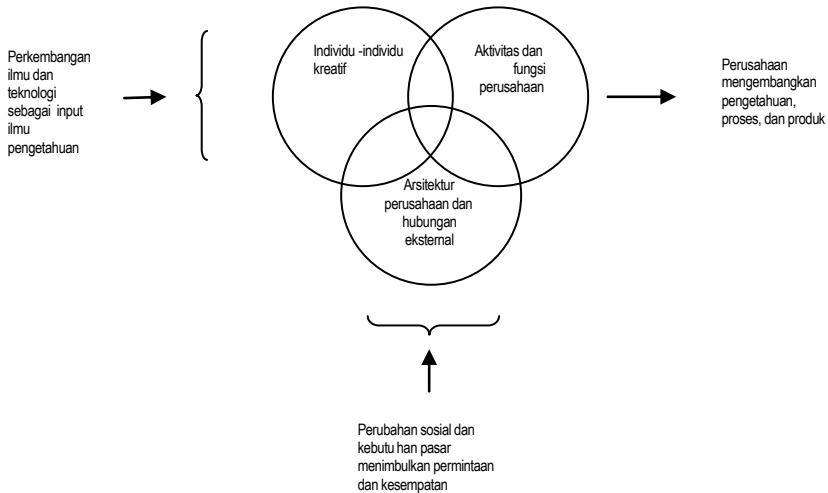 Perkembangan
ilmu dan
teknologi
sebagai input
ilmu
pengetahuan
Individu -individu
kreatif
Aktivitas dan
fungsi
perusahaan
Arsitektur
perusahaan dan
hubungan
eksternal
Perusahaan
mengembangkan
pengetahuan,
proses, dan produk
Perubahan sosial dan
kebutu han pasar
menimbulkan permintaan
dan kesempatan